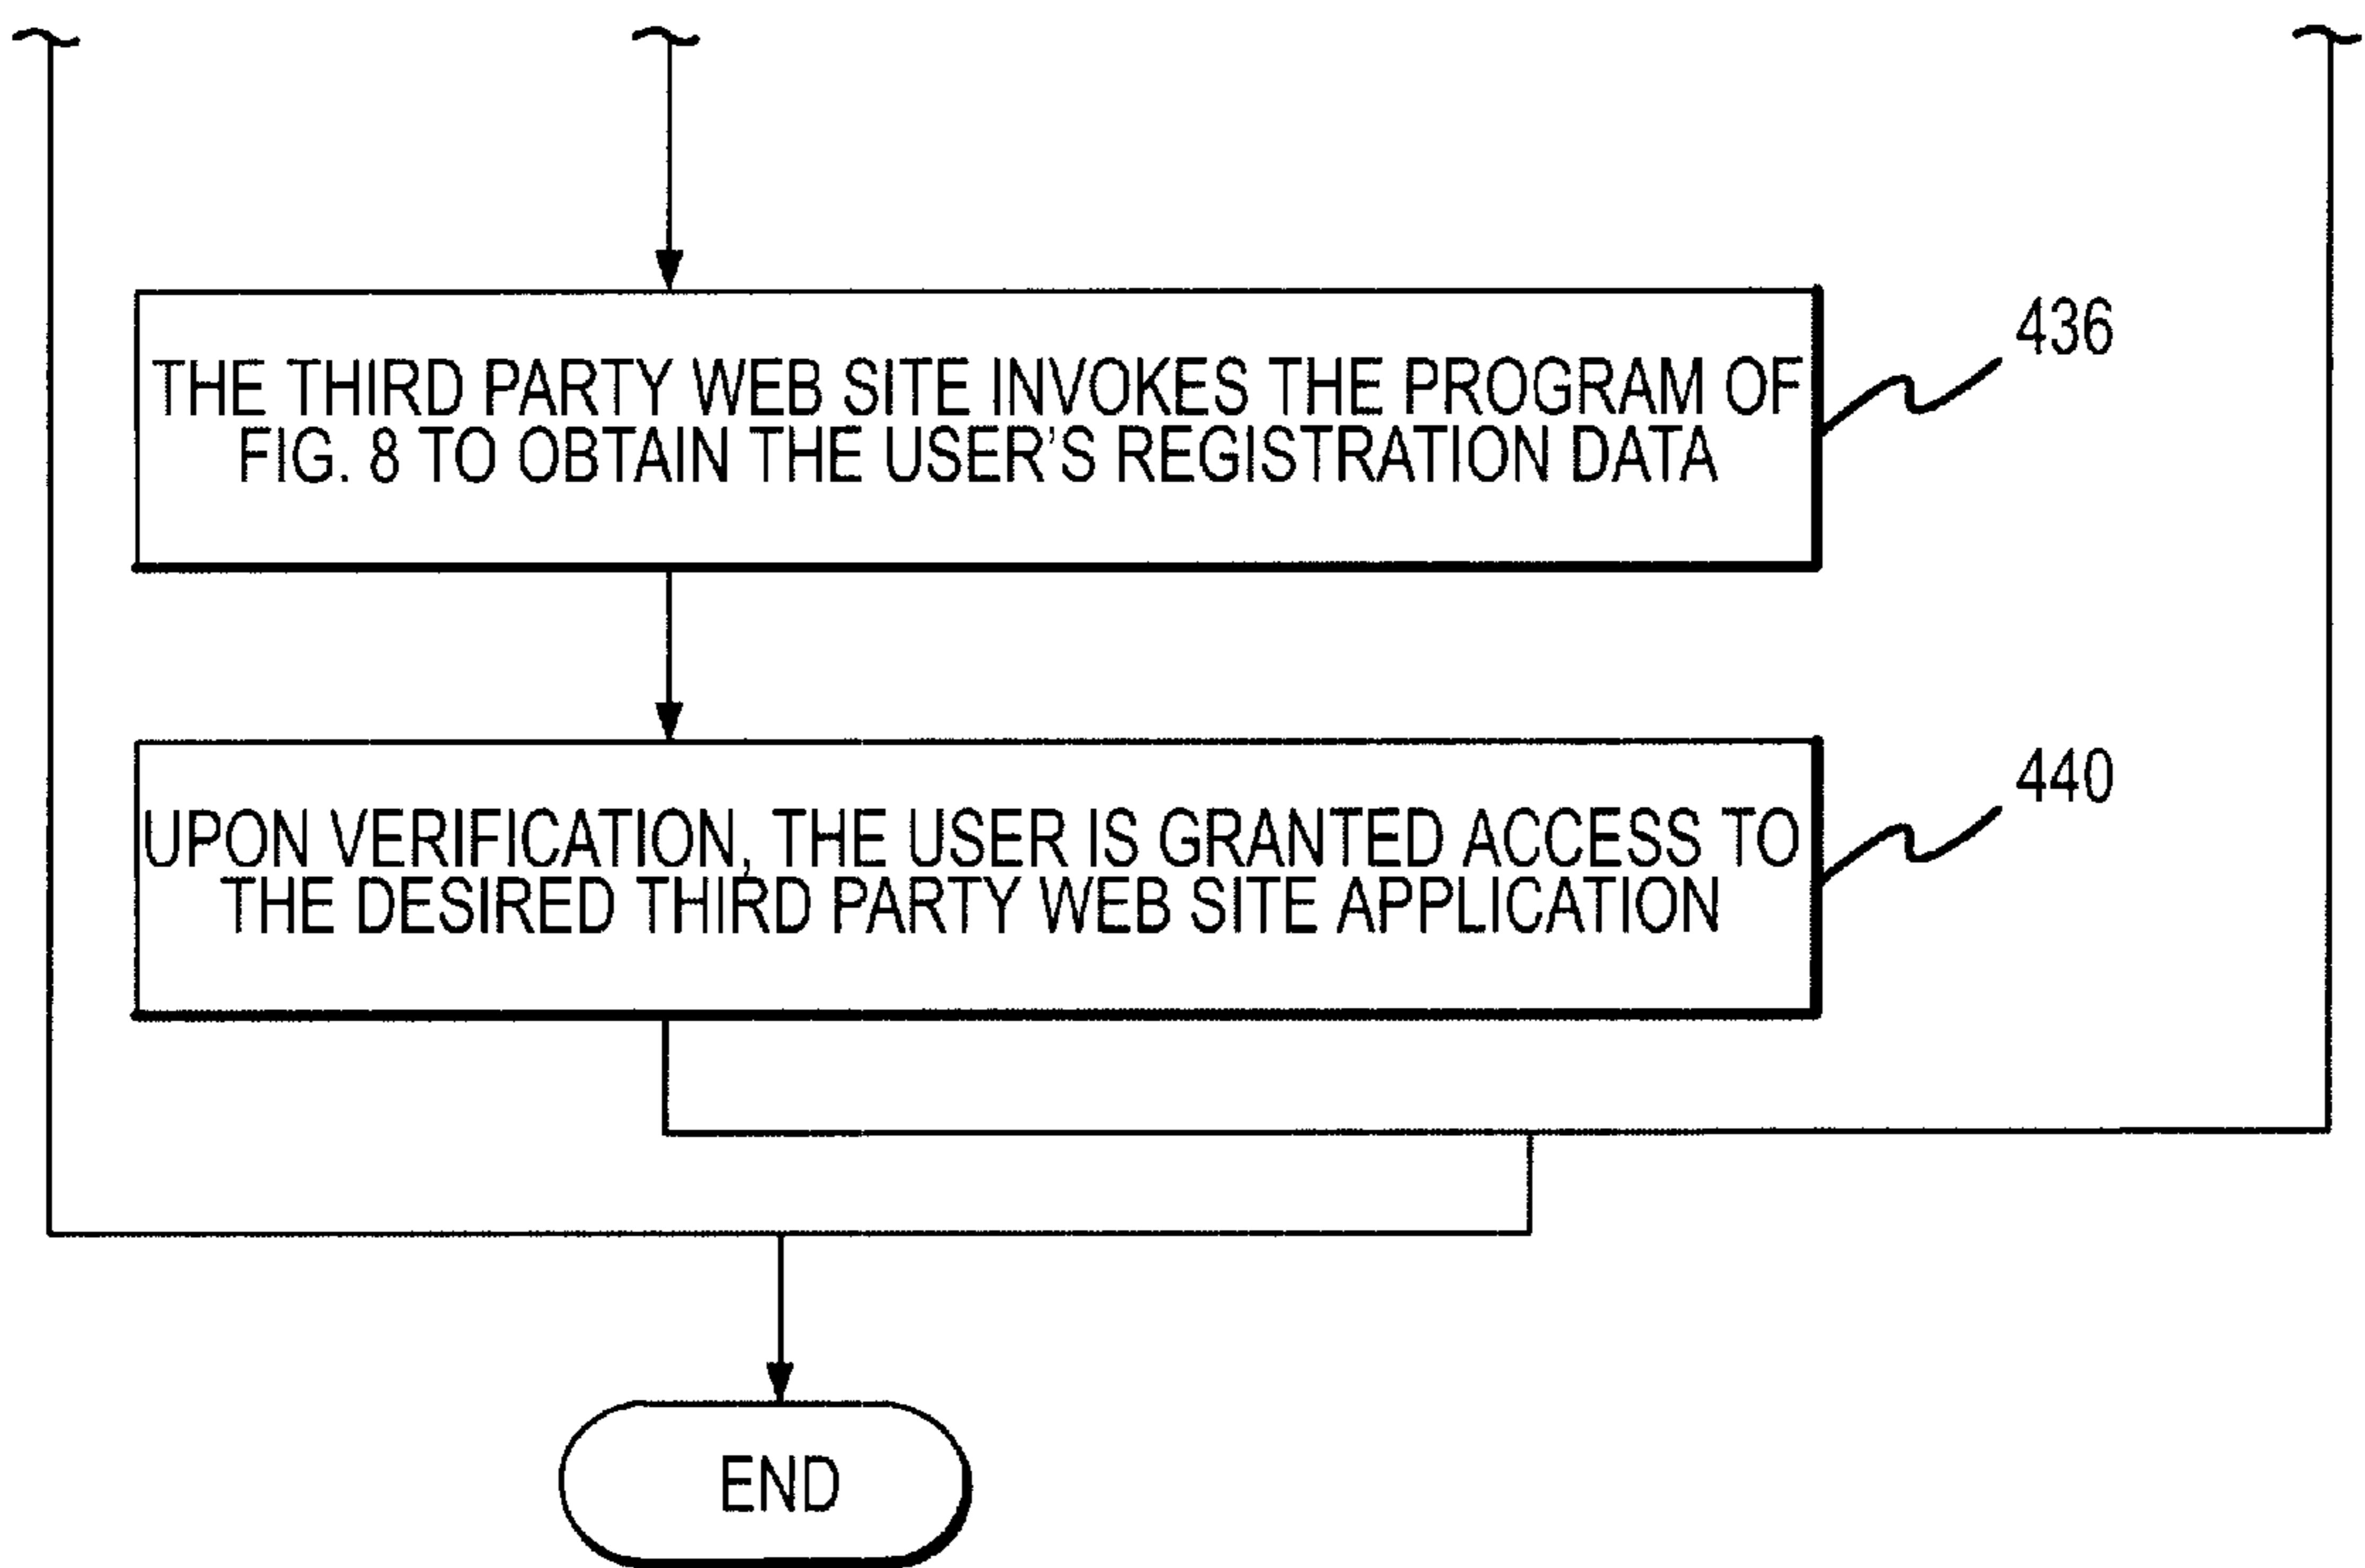 THE THIRD PARTY WEB SITE INVOKES THE PROGRAM OF
FIG. 8 TO OBTAIN THE USER'S REGISTRATION DATA
436
UPON VERIFICATION, THE USER IS GRANTED ACCESS TO
THE DESIRED THIRD PARTY WEB SITE APPLICATION
440
END